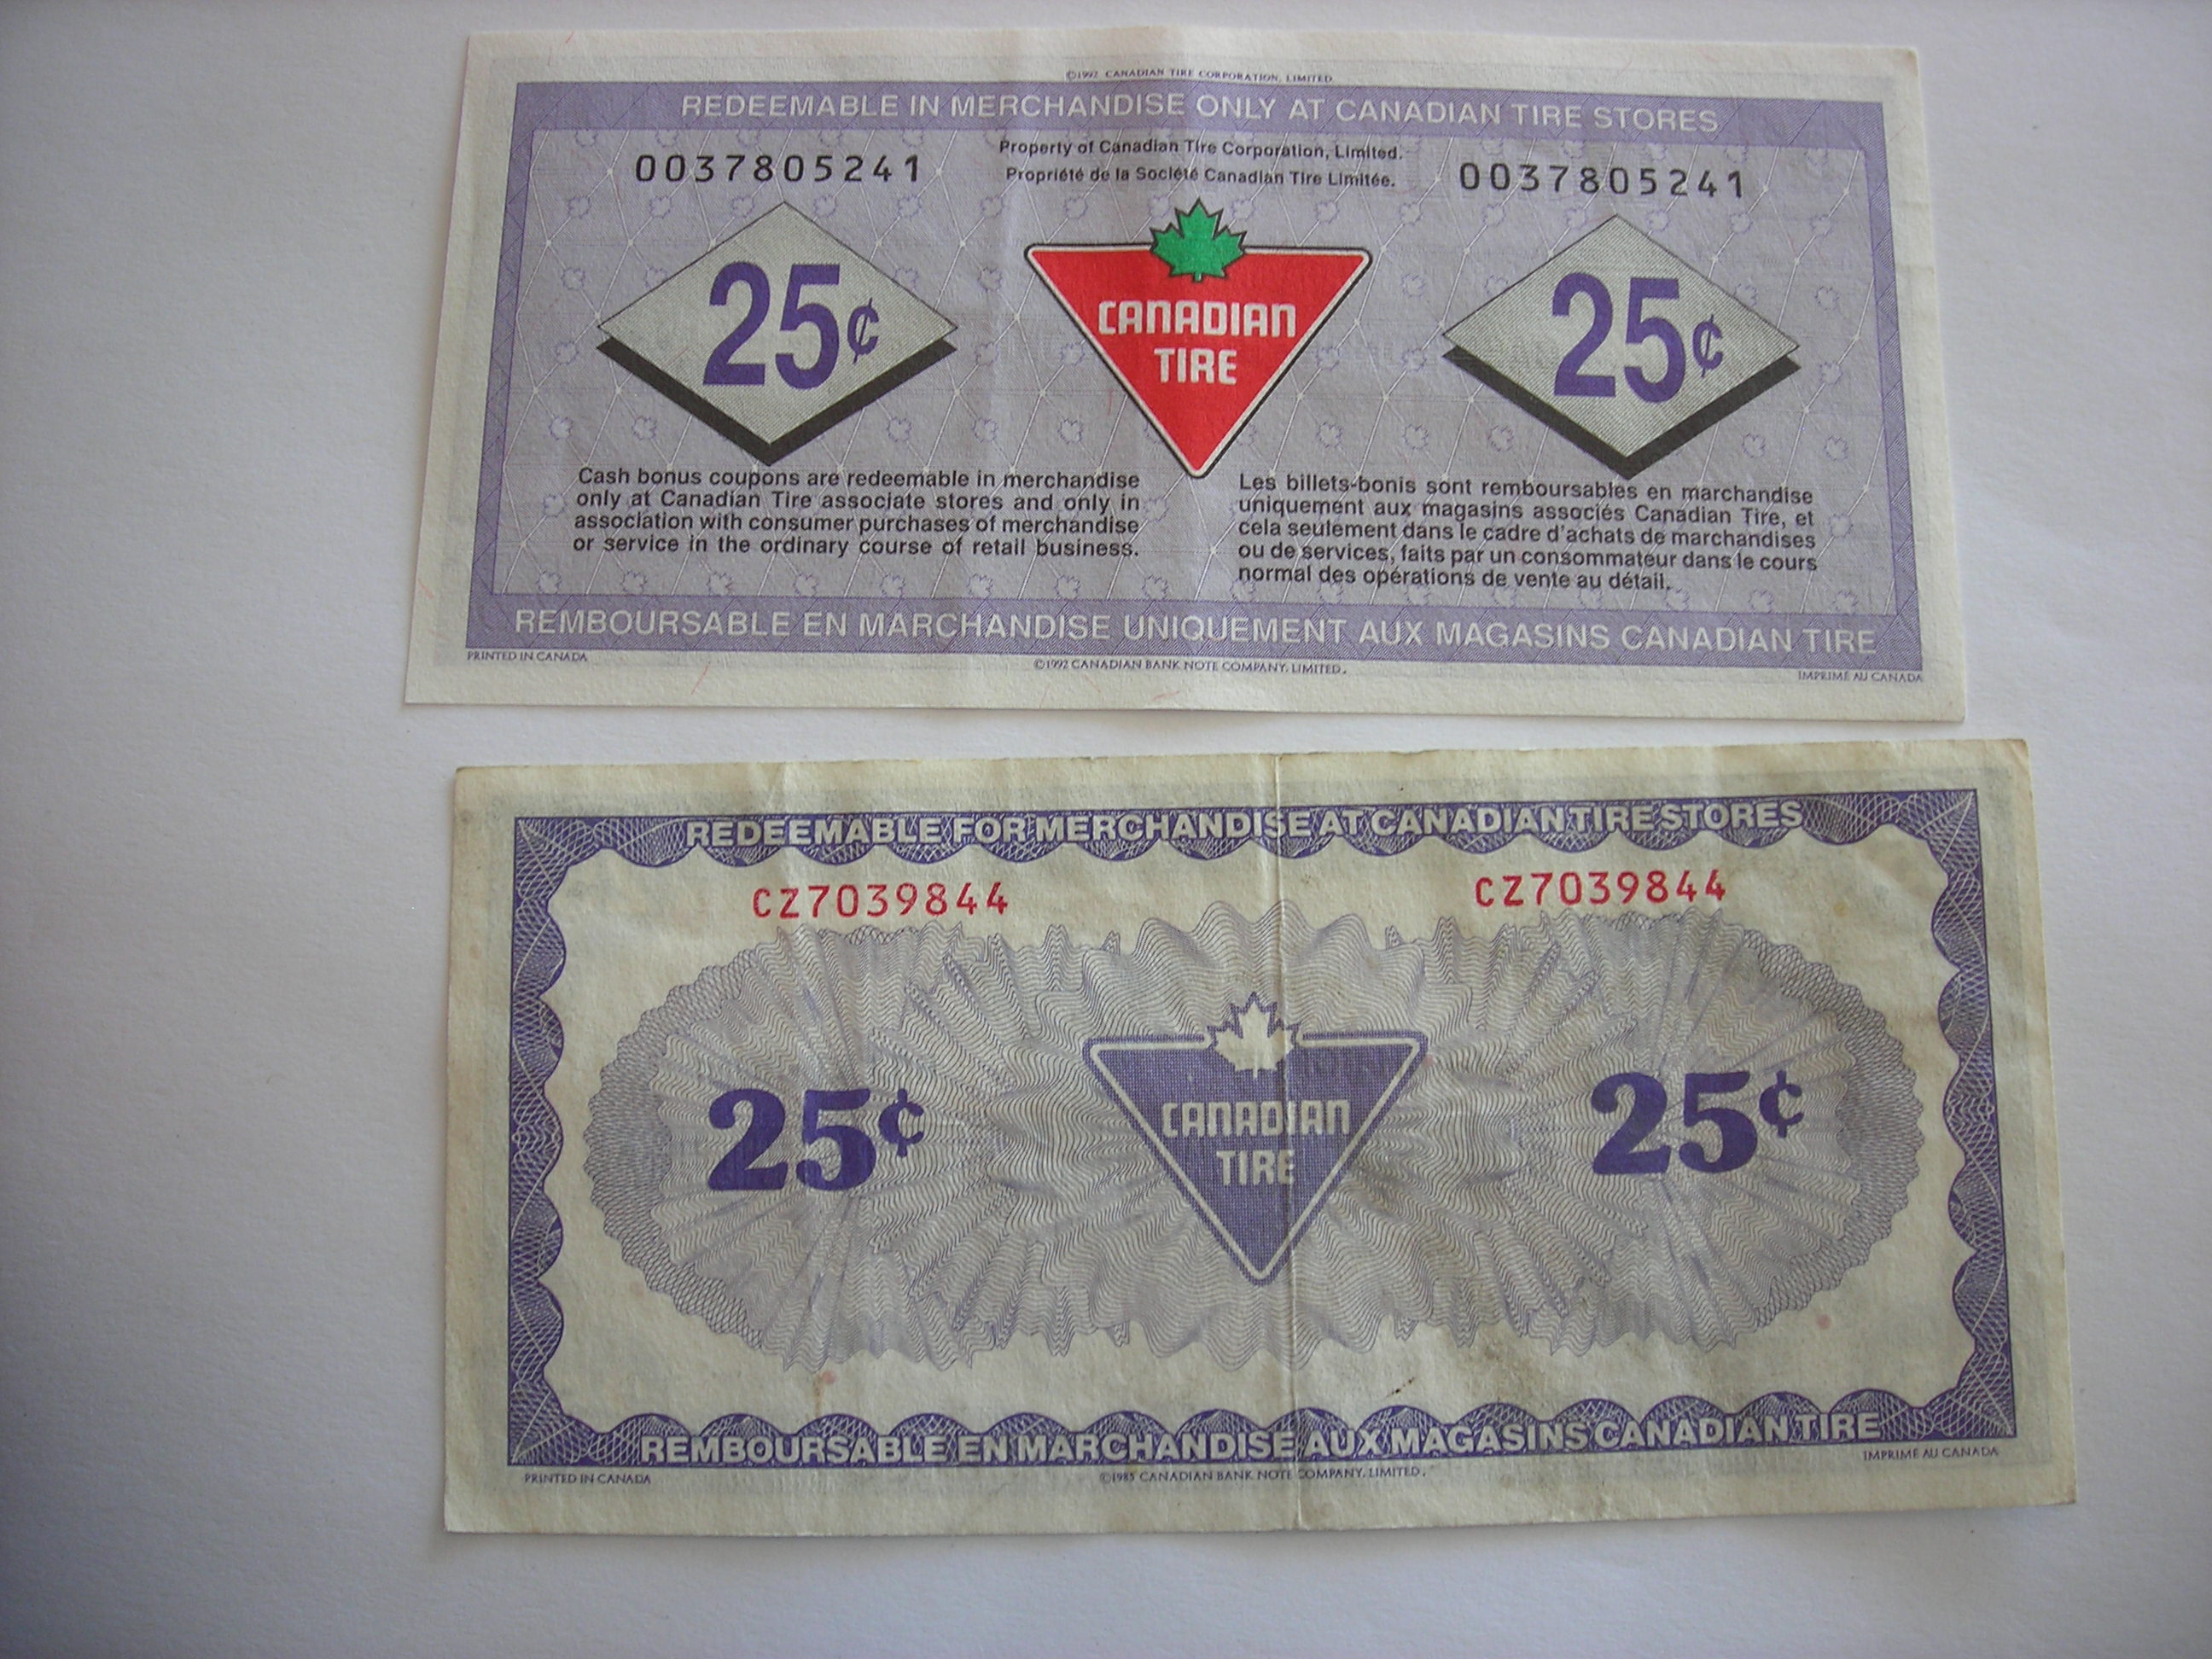 ©1992 CANADIAN TIRE CORPORATION, LIMITED
REDEEMABLE IN MERCHANDISE ONLY AT CANADIAN TIRE STORES
Property of Canadian Tire Corporation, Limited.
Propriété de la Société Canadian Tire Limitée.
0037805241
0037805241
25¢
CANADIAN
TIRE
25¢
Cash bonus coupons are redeemable in merchandise
only at Canadian Tire associate stores and only in
association with consumer purchases of merchandise
or service in the ordinary course of retail business.
Les billets-bonis sont remboursables en marchandise
uniquement aux magasins associés Canadian Tire, et
cela seulement dans le cadre d'achats de marchandises
ou de services, faits par un consommateur dans le cours
normal des opérations de vente au détail.
REMBOURSABLE EN MARCHANDISE UNIQUEMENT AUX MAGASINS CANADIAN TIRE
PRINTED IN CANADA
©1992 CANADIAN BANK NOTE COMPANY, LIMITED.
IMPRIMÉ AU CANADA
REDEEMABLE FOR MERCHANDISE AT CANADIAN TIRE STORES
CZ7039844
CZ7039844
25¢
CANADIAN
TIRE
25¢
REMBOURSABLE EN MARCHANDISE AUX MAGASINS CANADIAN TIRE
PRINTED IN CANADA
©1985 CANADIAN BANK NOTE COMPANY, LIMITED.
IMPRIMÉ AU CANADA